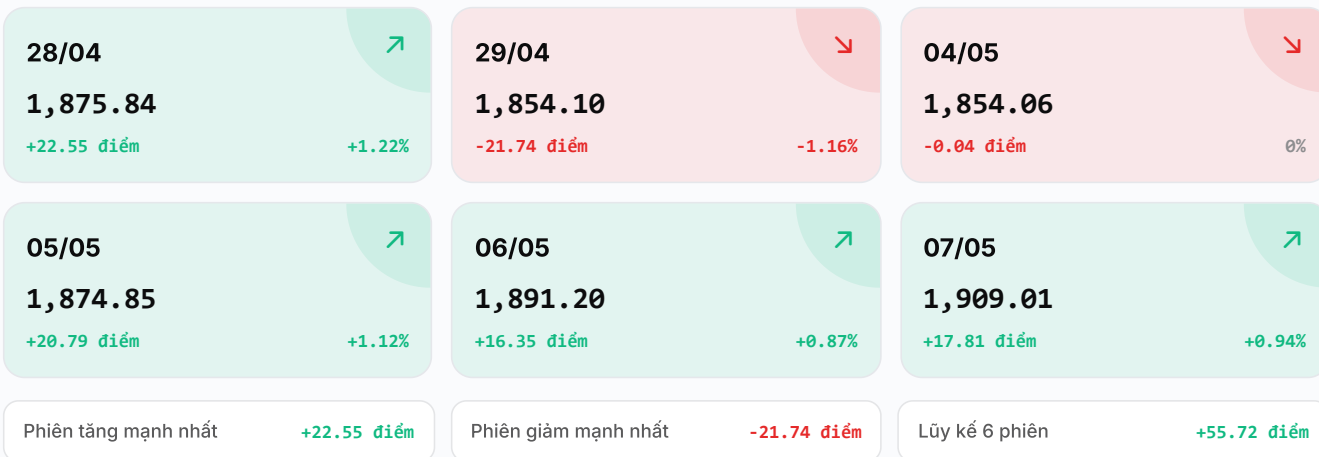 28/04
1,875.84
+22.55 điểm +1.22%
29/04
1,854.10
-21.74 điểm -1.16%
04/05
1,854.06
-0.04 điểm 0%
05/05
1,874.85
+20.79 điểm +1.12%
06/05
1,891.20
+16.35 điểm +0.87%
07/05
1,909.01
+17.81 điểm +0.94%
Phiên tăng mạnh nhất +22.55 điểm
Phiên giảm mạnh nhất -21.74 điểm
Lũy kế 6 phiên +55.72 điểm